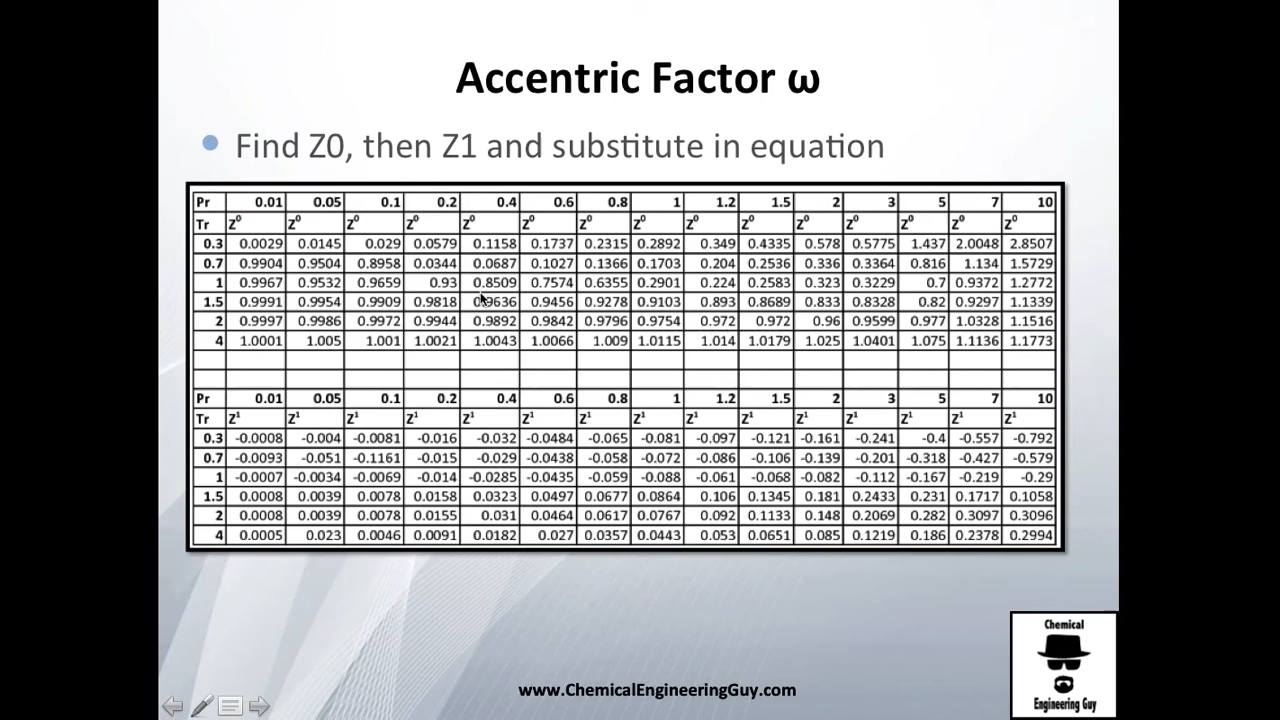 Accentric Factor ω
Find Z0, then Z1 and substitute in equation
Pr 0.01 0.05 0.1 0.2 0.4 0.6 0.8 1 1.2 1.5 2 3 5 7 10
Tr Z⁰ Z⁰ Z⁰ Z⁰ Z⁰ Z⁰ Z⁰ Z⁰ Z⁰ Z⁰ Z⁰ Z⁰ Z⁰ Z⁰ Z⁰
0.3 0.0029 0.0145 0.029 0.0579 0.1158 0.1737 0.2315 0.2892 0.349 0.4335 0.578 0.5775 1.437 2.0048 2.8507
0.7 0.9904 0.9504 0.8958 0.0344 0.0687 0.1027 0.1366 0.1703 0.204 0.2536 0.336 0.3364 0.816 1.134 1.5729
1 0.9967 0.9532 0.9659 0.93 0.8509 0.7574 0.6355 0.2901 0.224 0.2583 0.323 0.3229 0.7 0.9372 1.2772
1.5 0.9991 0.9954 0.9909 0.9818 0.9636 0.9456 0.9278 0.9103 0.893 0.8689 0.833 0.8328 0.82 0.9297 1.1339
2 0.9997 0.9986 0.9972 0.9944 0.9892 0.9842 0.9796 0.9754 0.972 0.972 0.96 0.9599 0.977 1.0328 1.1516
4 1.0001 1.005 1.001 1.0021 1.0043 1.0066 1.009 1.0115 1.014 1.0179 1.025 1.0401 1.075 1.1136 1.1773
Pr 0.01 0.05 0.1 0.2 0.4 0.6 0.8 1 1.2 1.5 2 3 5 7 10
Tr Z¹ Z¹ Z¹ Z¹ Z¹ Z¹ Z¹ Z¹ Z¹ Z¹ Z¹ Z¹ Z¹ Z¹ Z¹
0.3 -0.0008 -0.004 -0.0081 -0.016 -0.032 -0.0484 -0.065 -0.081 -0.097 -0.121 -0.161 -0.241 -0.4 -0.557 -0.792
0.7 -0.0093 -0.051 -0.1161 -0.015 -0.029 -0.0438 -0.058 -0.072 -0.086 -0.106 -0.139 -0.201 -0.318 -0.427 -0.579
1 -0.0007 -0.0034 -0.0069 -0.014 -0.0285 -0.0435 -0.059 -0.088 -0.061 -0.068 -0.082 -0.112 -0.167 -0.219 -0.29
1.5 0.0008 0.0039 0.0078 0.0158 0.0323 0.0497 0.0677 0.0864 0.106 0.1345 0.181 0.2433 0.231 0.1717 0.1058
2 0.0008 0.0039 0.0078 0.0155 0.031 0.0464 0.0617 0.0767 0.092 0.1133 0.148 0.2069 0.282 0.3097 0.3096
4 0.0005 0.023 0.0046 0.0091 0.0182 0.027 0.0357 0.0443 0.053 0.0651 0.085 0.1219 0.186 0.2378 0.2994
Chemical
Engineering Guy
www.ChemicalEngineeringGuy.com